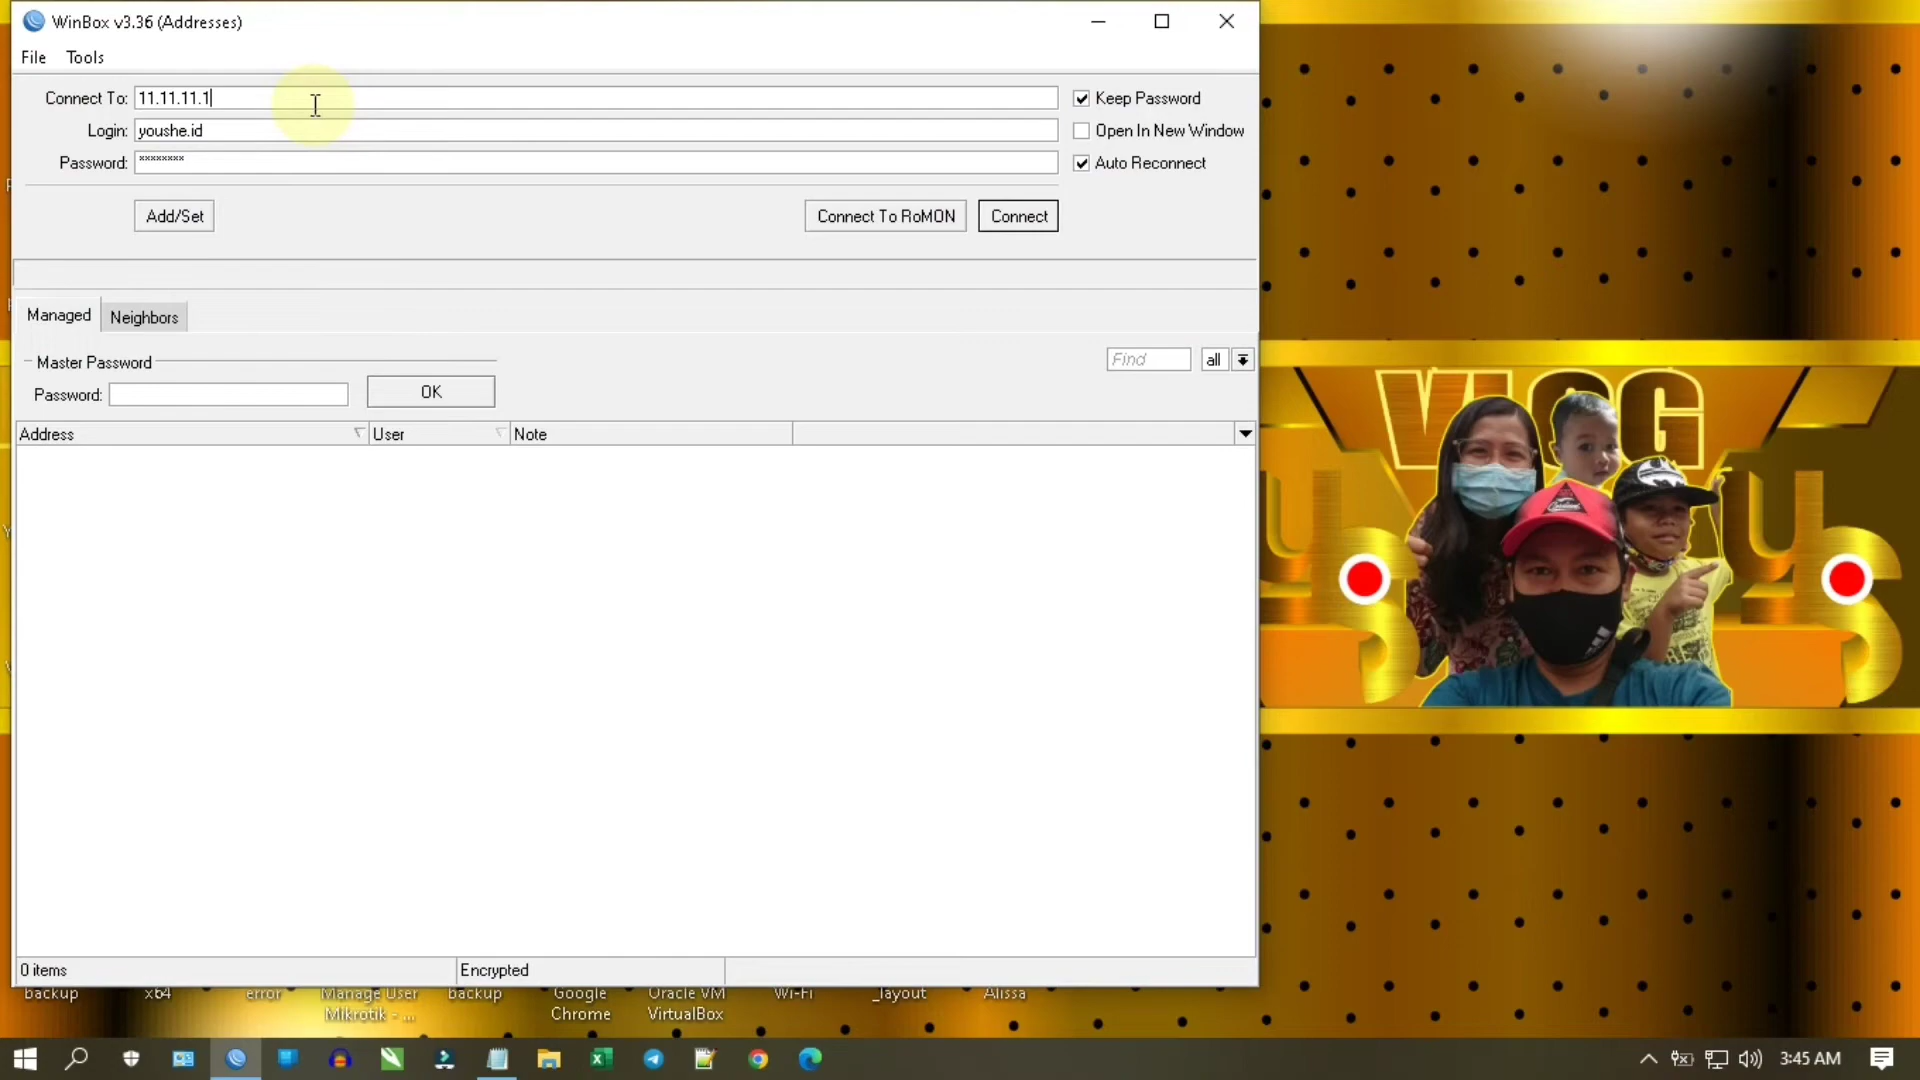 WinBox v3.36 (Addresses)
File Tools
Connect To: 11.11.11.1
Keep Password
Login: youshe.id
Open In New Window
Password: ********
Auto Reconnect
Add/Set
Connect To RoMON
Connect
Managed
Neighbors
Master Password
Find
all
Password:
OK
Address
User
Note
0 items
Encrypted
VLOG
backup
x64
error
Manage User
Mikrotik - ...
backup
Google
Chrome
Oracle VM
VirtualBox
Wi-Fi
_layout
Alissa
3:45 AM